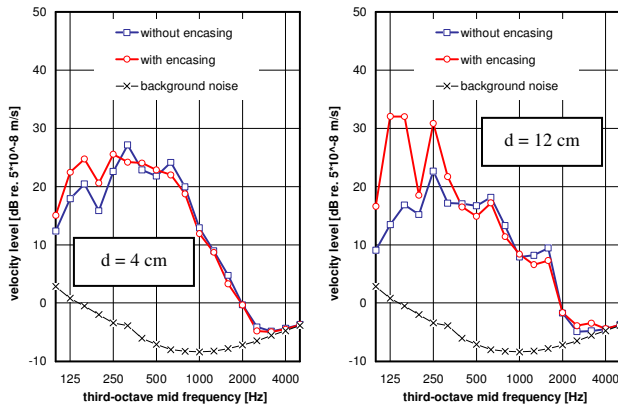 50
without encasing
with encasing
40
background noise
30
20
10
0
-10
velocity level [dB re. 5*10^-8 m/s]
d = 4 cm
125 250 500 1000 2000 4000
third-octave mid frequency [Hz]
50
without encasing
with encasing
40
background noise
30
20
10
0
-10
velocity level [dB re. 5*10^-8 m/s]
d = 12 cm
125 250 500 1000 2000 4000
third-octave mid frequency [Hz]